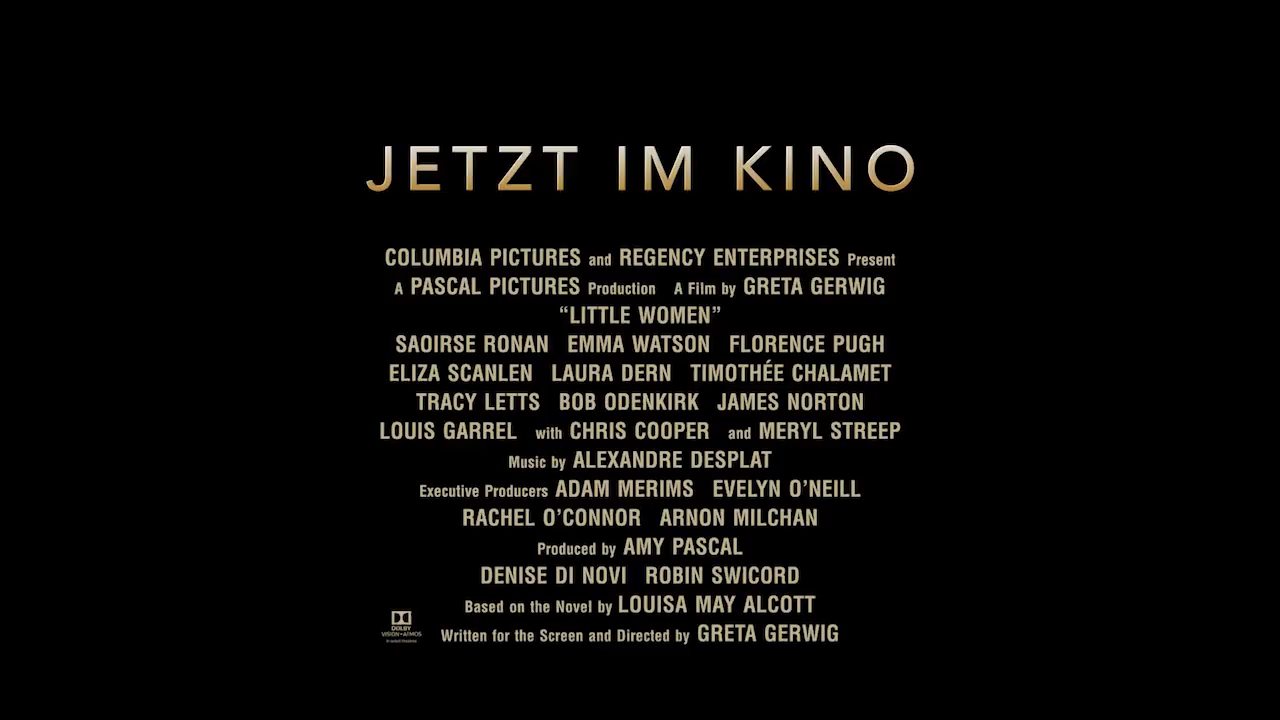 JETZT IM KINO
COLUMBIA PICTURES and REGENCY ENTERPRISES Present
A PASCAL PICTURES Production A Film by GRETA GERWIG
“LITTLE WOMEN”
SAOIRSE RONAN EMMA WATSON FLORENCE PUGH
ELIZA SCANLEN LAURA DERN TIMOTHÉE CHALAMET
TRACY LETTS BOB ODENKIRK JAMES NORTON
LOUIS GARREL with CHRIS COOPER and MERYL STREEP
Music by ALEXANDRE DESPLAT
Executive Producers ADAM MERIMS EVELYN O’NEILL
RACHEL O’CONNOR ARNON MILCHAN
Produced by AMY PASCAL
DENISE DI NOVI ROBIN SWICORD
Based on the Novel by LOUISA MAY ALCOTT
Written for the Screen and Directed by GRETA GERWIG
DOLBY
VISION•ATMOS